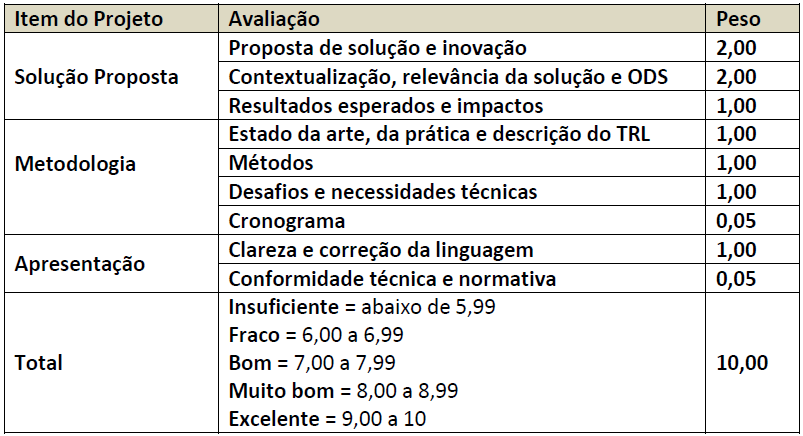 Item do Projeto Avaliação Peso
Solução Proposta
Proposta de solução e inovação 2,00
Contextualização, relevância da solução e ODS 2,00
Resultados esperados e impactos 1,00
Metodologia
Estado da arte, da prática e descrição do TRL 1,00
Métodos 1,00
Desafios e necessidades técnicas 1,00
Cronograma 0,05
Apresentação
Clareza e correção da linguagem 1,00
Conformidade técnica e normativa 0,05
Total
Insuficiente = abaixo de 5,99
Fraco = 6,00 a 6,99
Bom = 7,00 a 7,99
Muito bom = 8,00 a 8,99
Excelente = 9,00 a 10
10,00